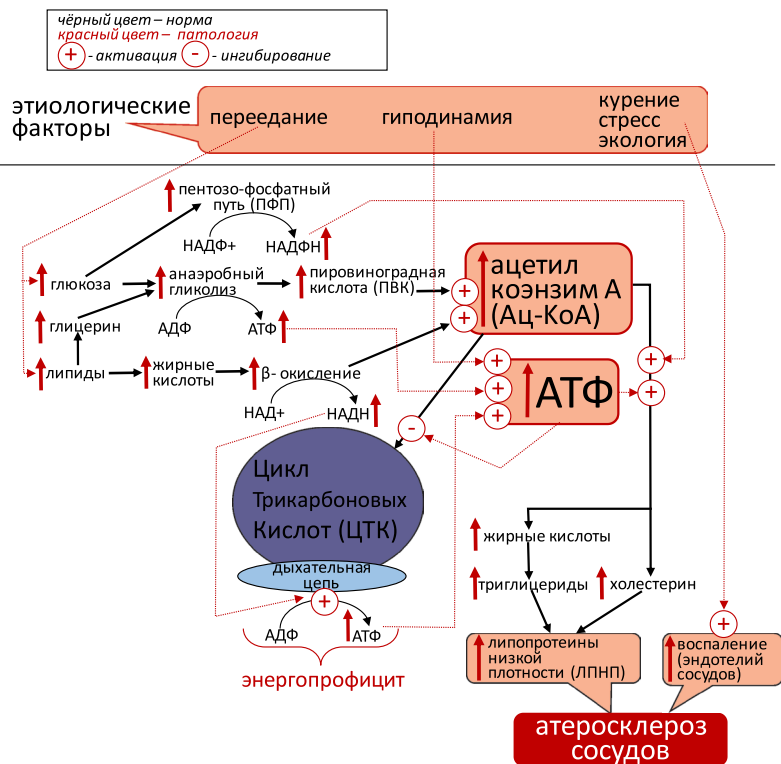 чёрный цвет – норма
красный цвет – патология
+ - активация - - ингибирование
этиологические
факторы
переедание
гиподинамия
курение
стресс
экология
пентозо-фосфатный
путь (ПФП)
НАДФ+ НАДФН
глюкоза
анаэробный
гликолиз
пировиноградная
кислота (ПВК)
+
ацетил
коэнзим А
(Ац-КоА)
глицерин
АДФ АТФ
+
липиды
жирные
кислоты
β- окисление
НАД+ НАДН
+
+
+
АТФ
+
+
-
Цикл
Трикарбоновых
Кислот (ЦТК)
дыхательная
цепь
+
АДФ АТФ
энергопрофицит
жирные кислоты
триглицериды
холестерин
+
липопротеины
низкой
плотности (ЛПНП)
воспаление
(эндотелий
сосудов)
атеросклероз
сосудов